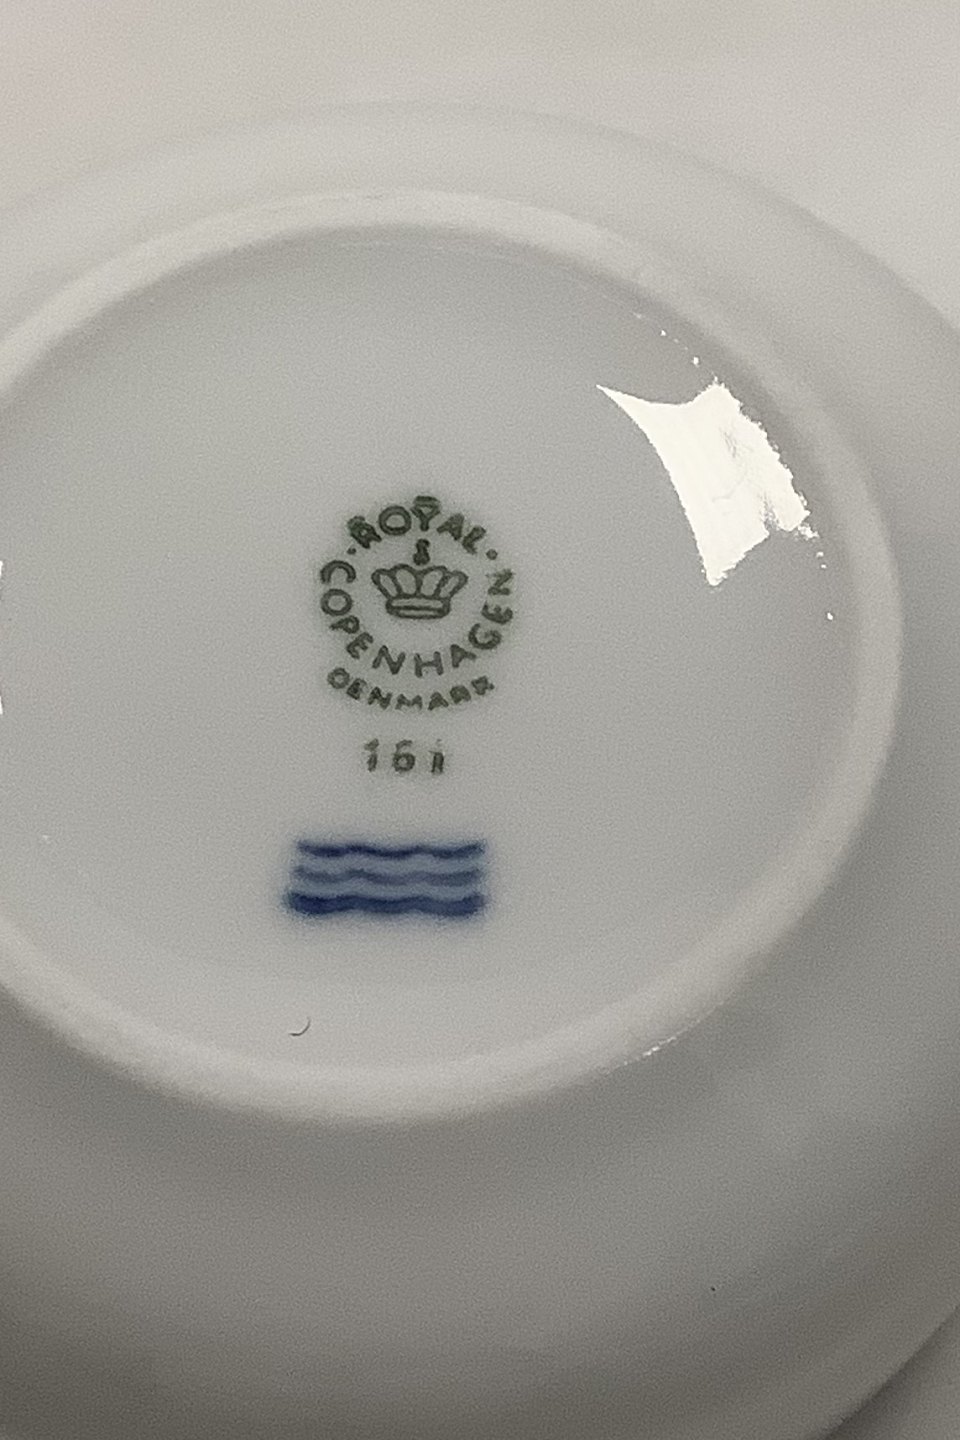 ROYAL
COPENHAGEN
DENMARK
161